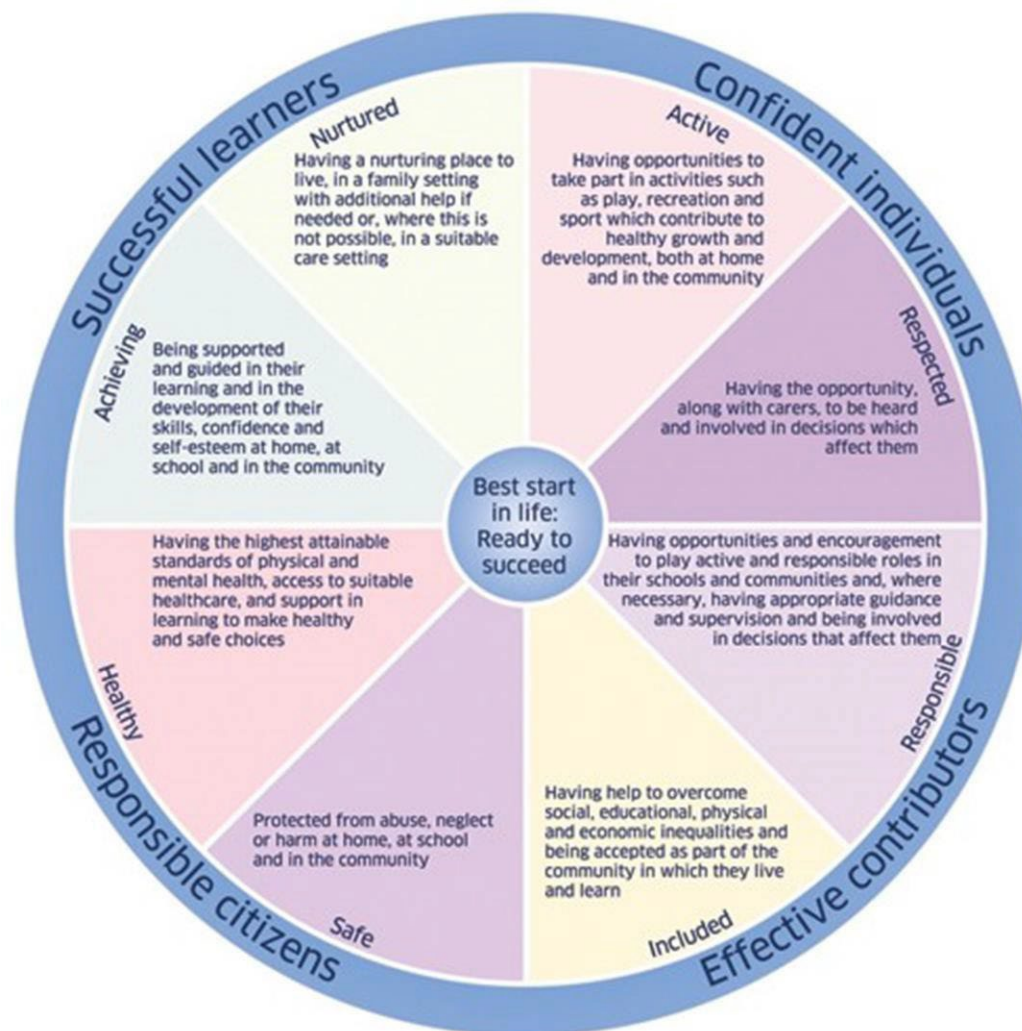 Successful learners
Confident individuals
Nurtured
Having a nurturing place to
live, in a family setting
with additional help if
needed or, where this is
not possible, in a suitable
care setting
Active
Having opportunities to
take part in activities such
as play, recreation and
sport which contribute to
healthy growth and
development, both at home
and in the community
Achieving
Being supported
and guided in their
learning and in the
development of their
skills, confidence and
self-esteem at home, at
school and in the community
Respected
Having the opportunity,
along with carers, to be heard
and involved in decisions which
affect them
Best start
in life:
Ready to
succeed
Having the highest attainable
standards of physical and
mental health, access to suitable
healthcare, and support in
learning to make healthy
and safe choices
Healthy
Having opportunities and encouragement
to play active and responsible roles in
their schools and communities and, where
necessary, having appropriate guidance
and supervision and being involved
in decisions that affect them
Responsible
Protected from abuse, neglect
or harm at home, at school
and in the community
Safe
Having help to overcome
social, educational, physical
and economic inequalities and
being accepted as part of the
community in which they live
and learn
Included
Responsible citizens
Effective contributors